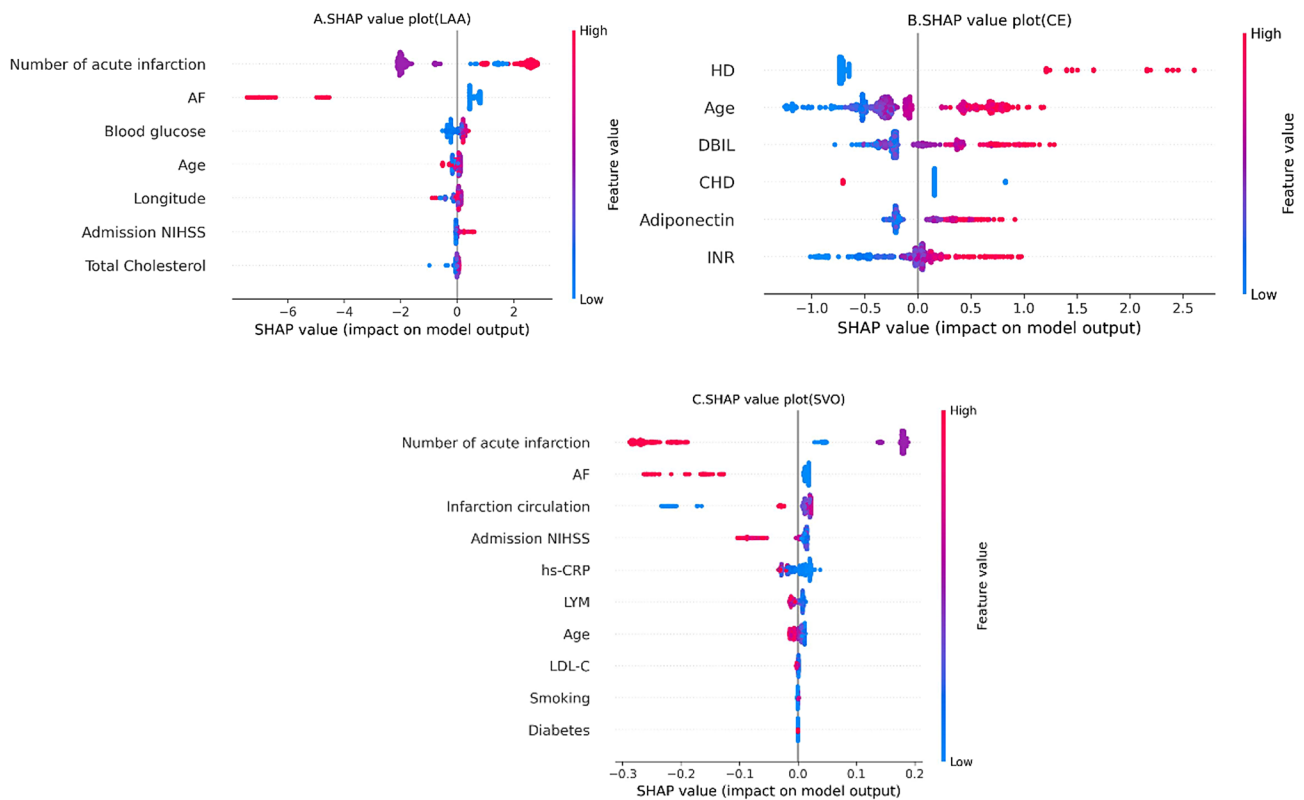 A.SHAP value plot(LAA)
High
Number of acute infarction
AF
Blood glucose
Age
Longitude
Admission NIHSS
Total Cholesterol
Low
Feature value
−6 −4 −2 0 2
SHAP value (impact on model output)
B.SHAP value plot(CE)
High
HD
Age
DBIL
CHD
Adiponectin
INR
Low
Feature value
−1.0 −0.5 0.0 0.5 1.0 1.5 2.0 2.5
SHAP value (impact on model output)
C.SHAP value plot(SVO)
High
Number of acute infarction
AF
Infarction circulation
Admission NIHSS
hs-CRP
LYM
Age
LDL-C
Smoking
Diabetes
Low
Feature value
−0.3 −0.2 −0.1 0.0 0.1 0.2
SHAP value (impact on model output)